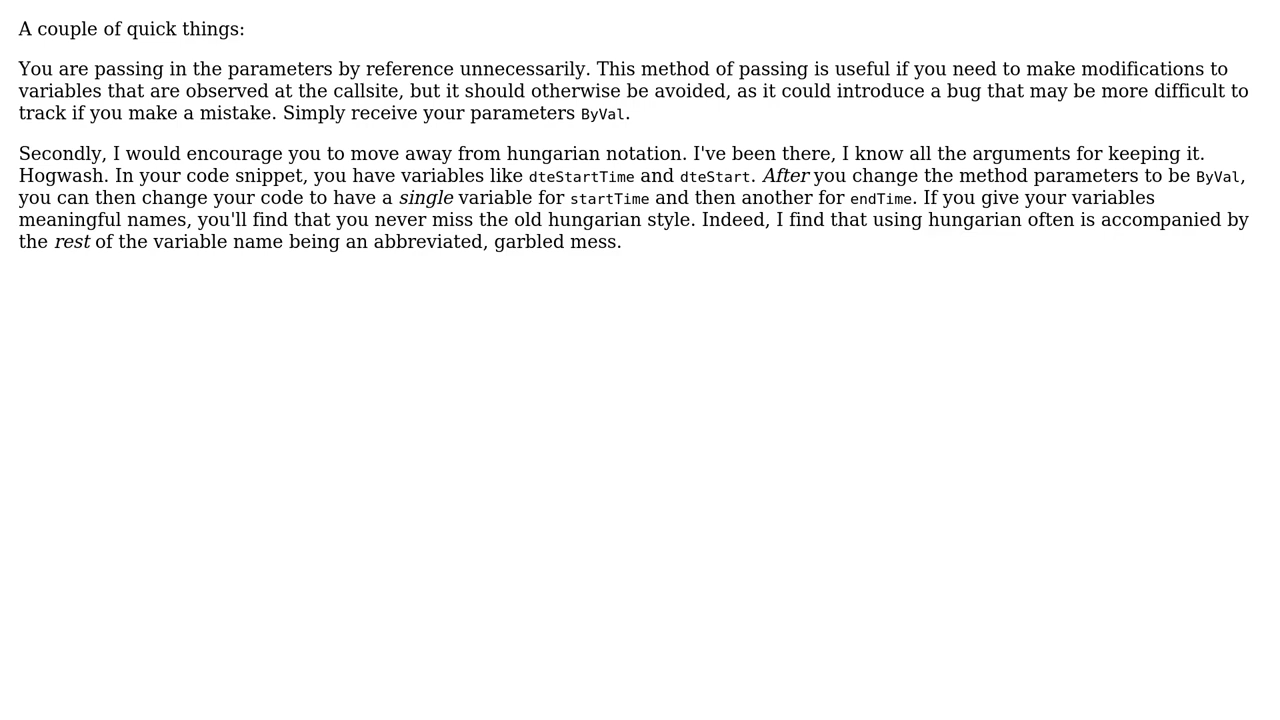 A couple of quick things:
You are passing in the parameters by reference unnecessarily. This method of passing is useful if you need to make modifications to
variables that are observed at the callsite, but it should otherwise be avoided, as it could introduce a bug that may be more difficult to
track if you make a mistake. Simply receive your parameters ByVal.
Secondly, I would encourage you to move away from hungarian notation. I've been there, I know all the arguments for keeping it.
Hogwash. In your code snippet, you have variables like dteStartTime and dteStart. After you change the method parameters to be ByVal,
you can then change your code to have a single variable for startTime and then another for endTime. If you give your variables
meaningful names, you'll find that you never miss the old hungarian style. Indeed, I find that using hungarian often is accompanied by
the rest of the variable name being an abbreviated, garbled mess.